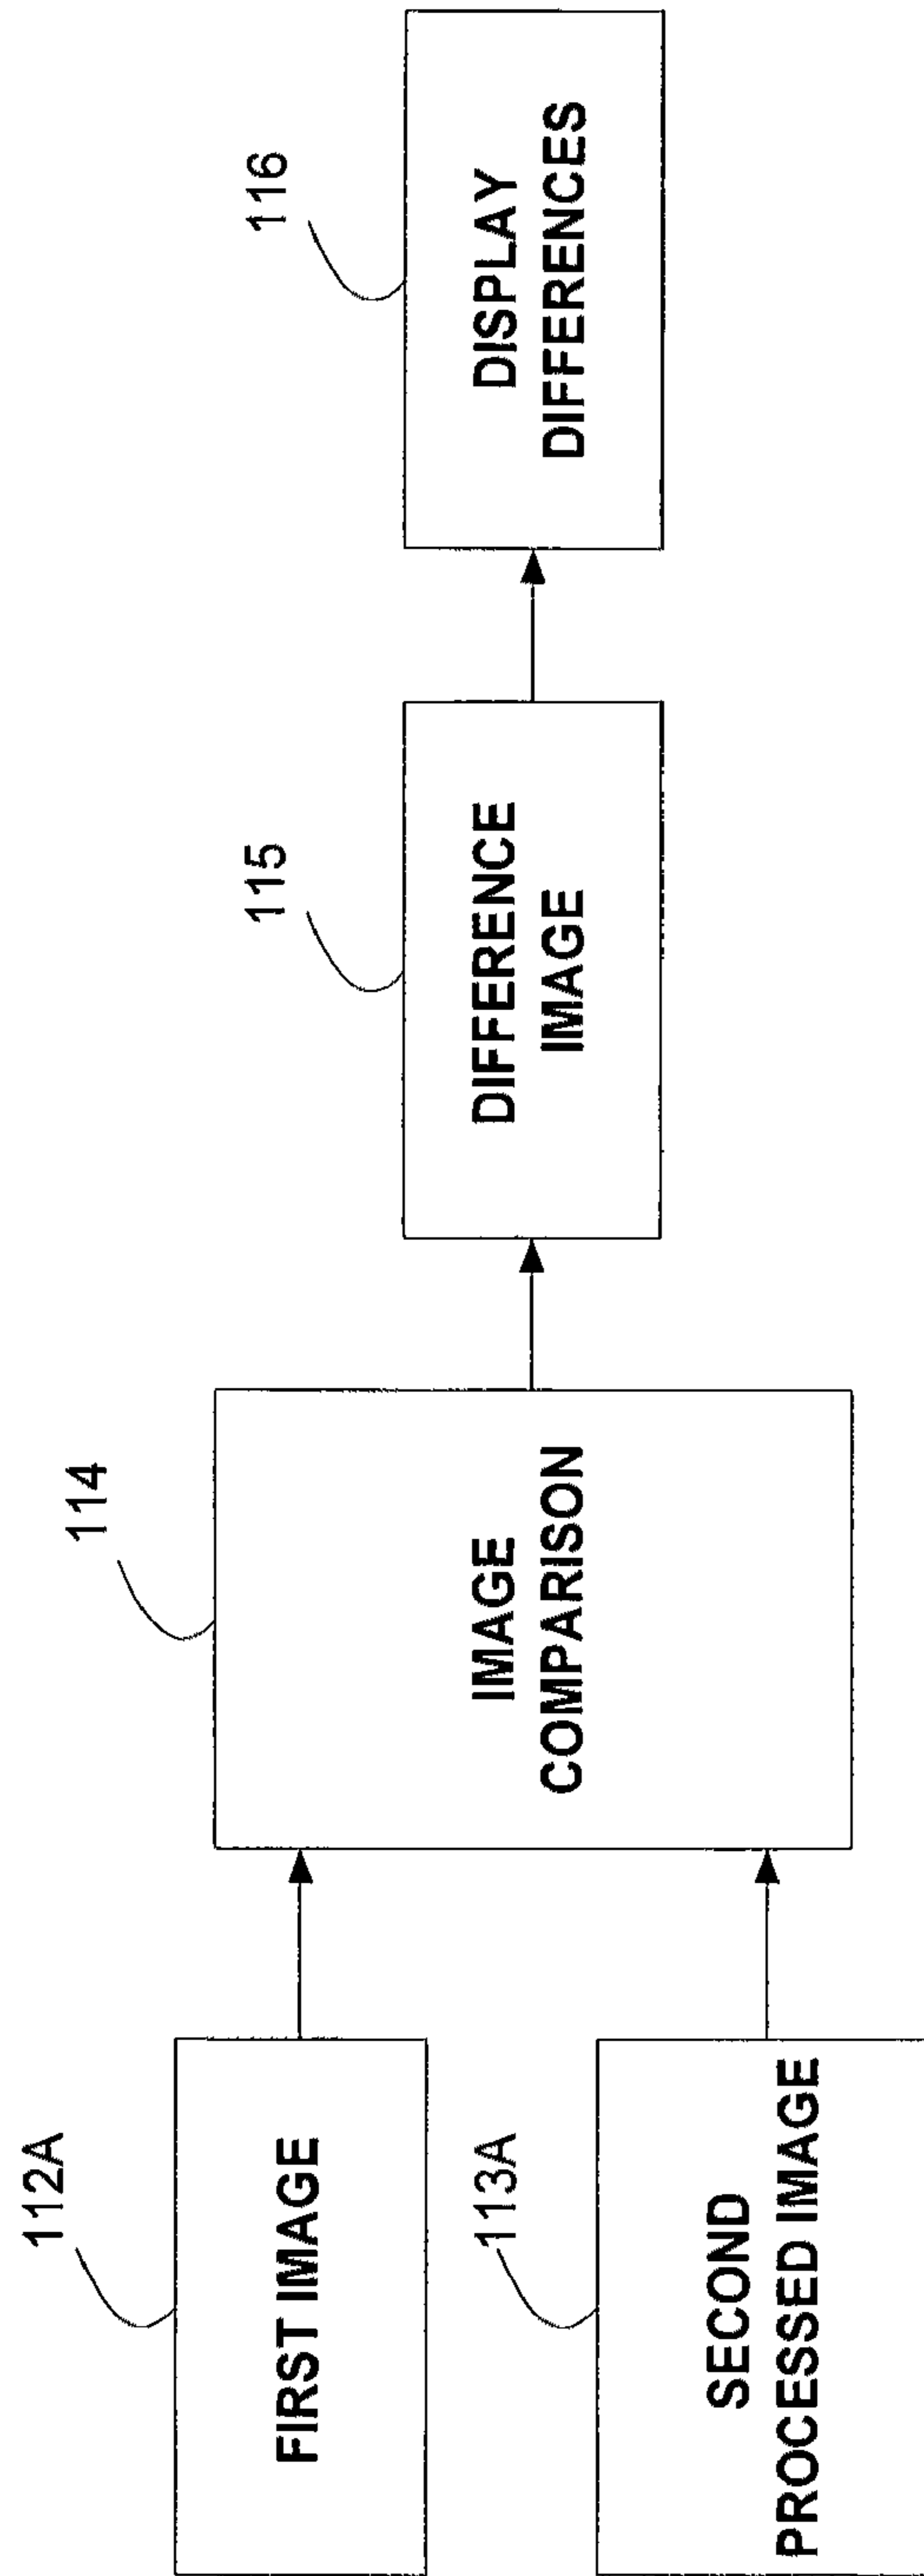 112A
FIRST IMAGE
113A
SECOND
PROCESSED IMAGE
114
IMAGE
COMPARISON
115
DIFFERENCE
IMAGE
116
DISPLAY
DIFFERENCES